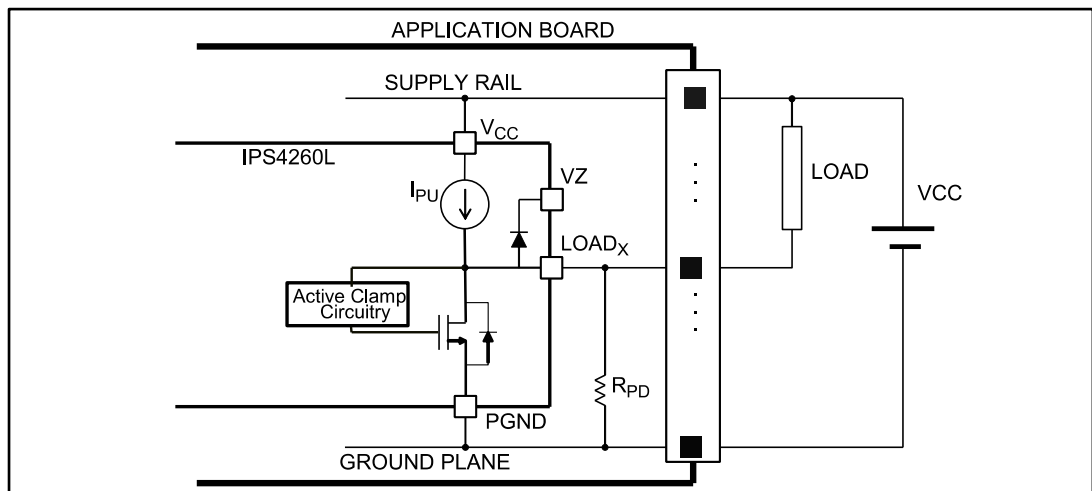 APPLICATION BOARD
SUPPLY RAIL
VCC
IPS4260L
IPU
VZ
LOAD
VCC
LOADX
Active Clamp
Circuitry
RPD
PGND
GROUND PLANE